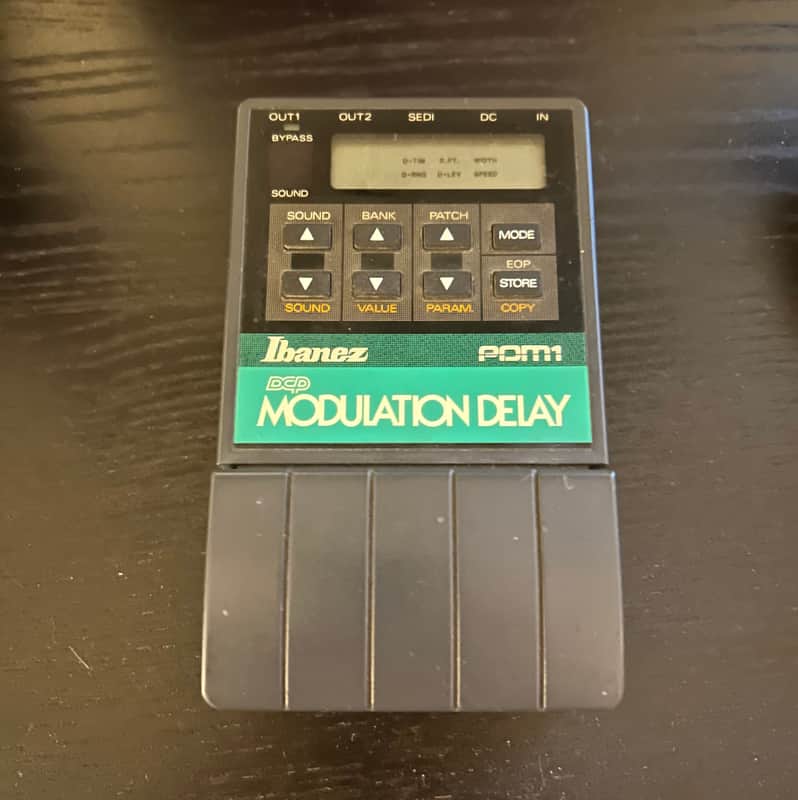 OUT1 OUT2 SEDI DC IN
BYPASS
D-TIM D.FT. WIDTH
D-RNG D-LEV SPEED
SOUND
SOUND BANK PATCH
MODE
EOP
STORE
SOUND VALUE PARAM. COPY
Ibanez PDM1
DCP
MODULATION DELAY